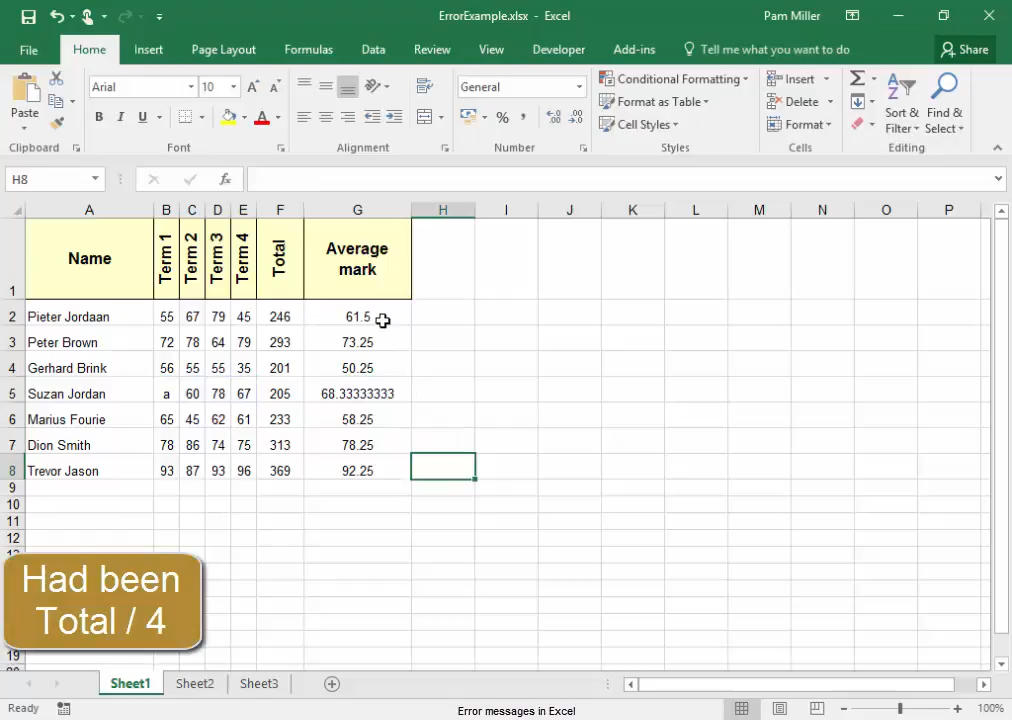 ErrorExample.xlsx - Excel
Pam Miller
File Home Insert Page Layout Formulas Data Review View Developer Add-ins Tell me what you want to do Share
Paste
Clipboard
Arial 10
B I U
A
Font
Alignment
General
% ,
Number
Conditional Formatting
Format as Table
Cell Styles
Styles
Insert
Delete
Format
Cells
Sort & Filter
Find & Select
Editing
H8
fx
A B C D E F G H I J K L M N O P
1 Name Term 1 Term 2 Term 3 Term 4 Total Average mark
2 Pieter Jordaan 55 67 79 45 246 61.5
3 Peter Brown 72 78 64 79 293 73.25
4 Gerhard Brink 56 55 55 35 201 50.25
5 Suzan Jordan a 60 78 67 205 68.33333333
6 Marius Fourie 65 45 62 61 233 58.25
7 Dion Smith 78 86 74 75 313 78.25
8 Trevor Jason 93 87 93 96 369 92.25
9
10
11
12
Had been
Total / 4
19
Sheet1 Sheet2 Sheet3
Ready
Error messages in Excel
100%